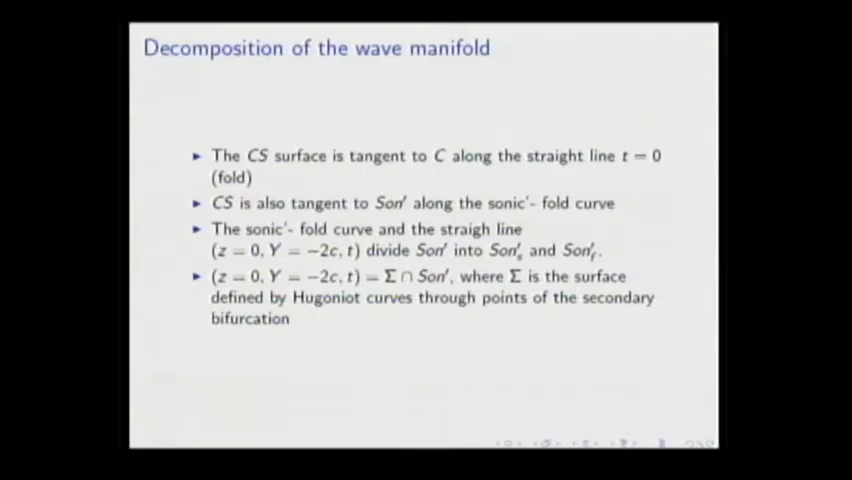 Decomposition of the wave manifold
► The CS surface is tangent to C along the straight line t = 0
(fold)
► CS is also tangent to Son′ along the sonic'- fold curve
► The sonic'- fold curve and the straigh line
(z = 0, Y = −2c, t) divide Son′ into Son′ₛ and Son′f.
► (z = 0, Y = −2c, t) = Σ ∩ Son′, where Σ is the surface
defined by Hugoniot curves through points of the secondary
bifurcation